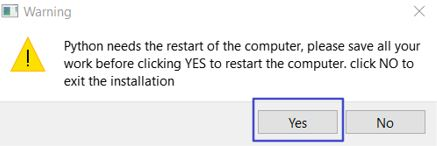 Warning
Python needs the restart of the computer, please save all your
work before clicking YES to restart the computer. click NO to
exit the installation
Yes
No